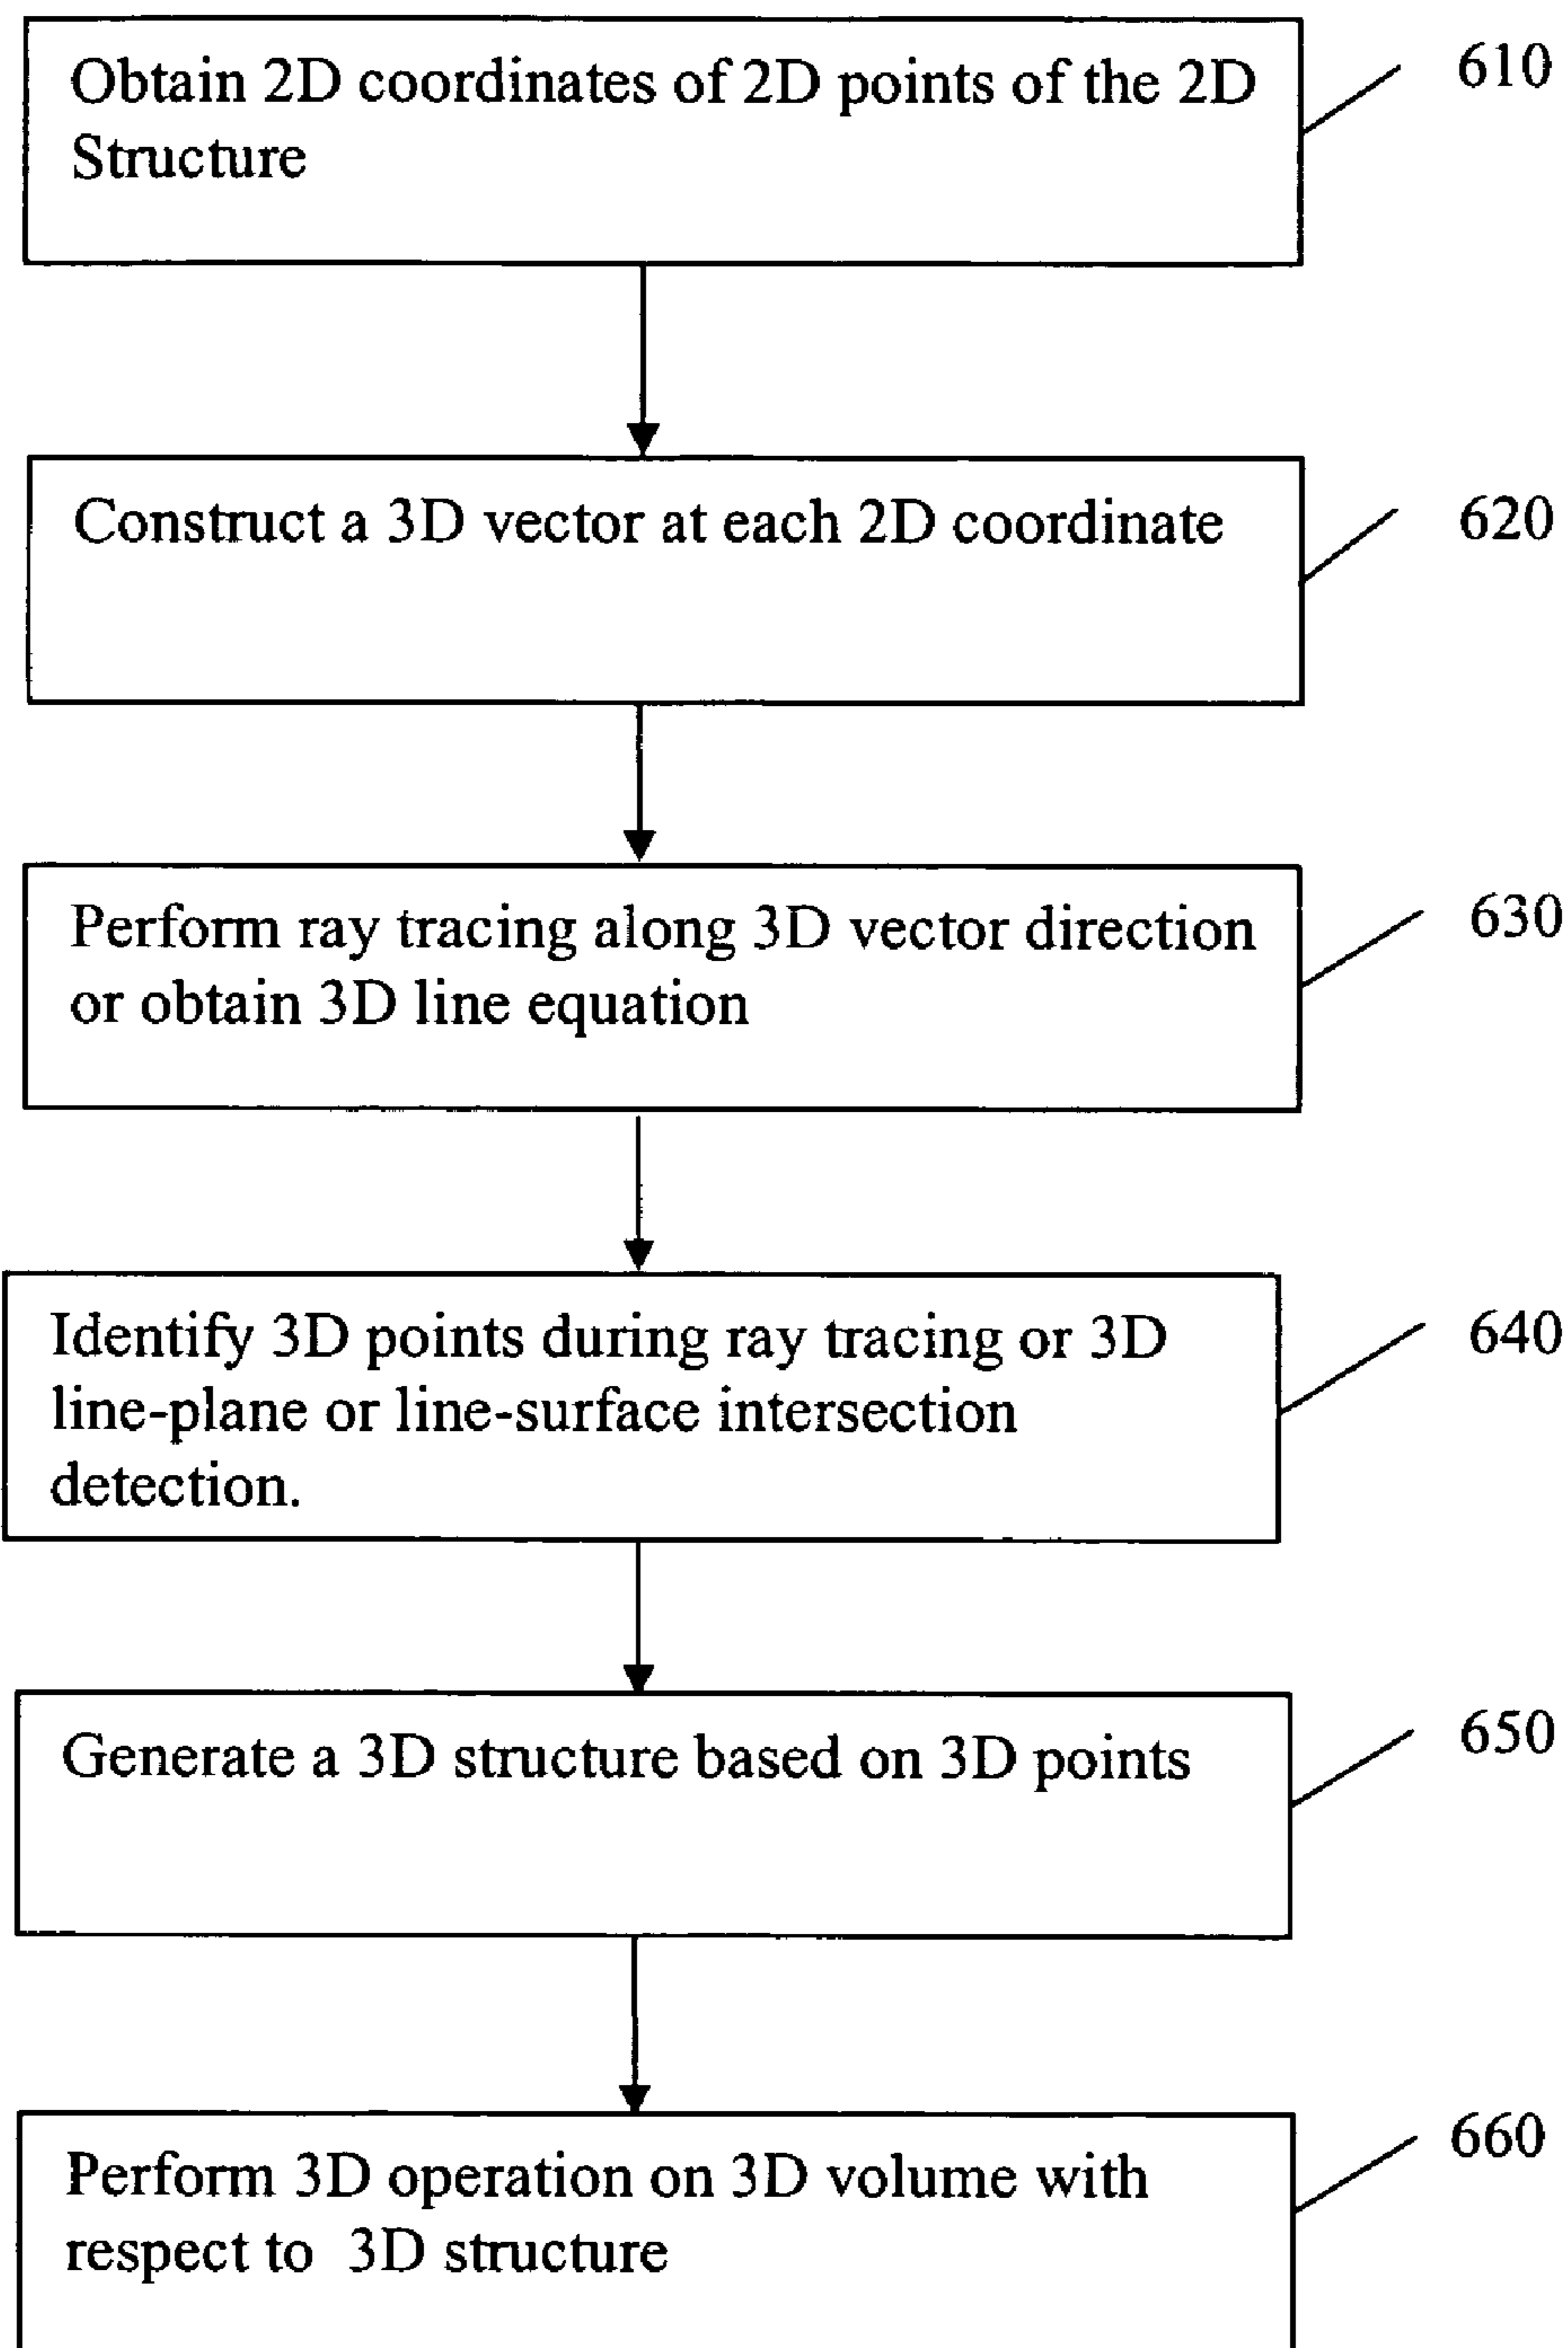 Obtain 2D coordinates of 2D points of the 2D
Structure
610
Construct a 3D vector at each 2D coordinate
620
Perform ray tracing along 3D vector direction
or obtain 3D line equation
630
Identify 3D points during ray tracing or 3D
line-plane or line-surface intersection
detection.
640
Generate a 3D structure based on 3D points
650
Perform 3D operation on 3D volume with
respect to 3D structure
660